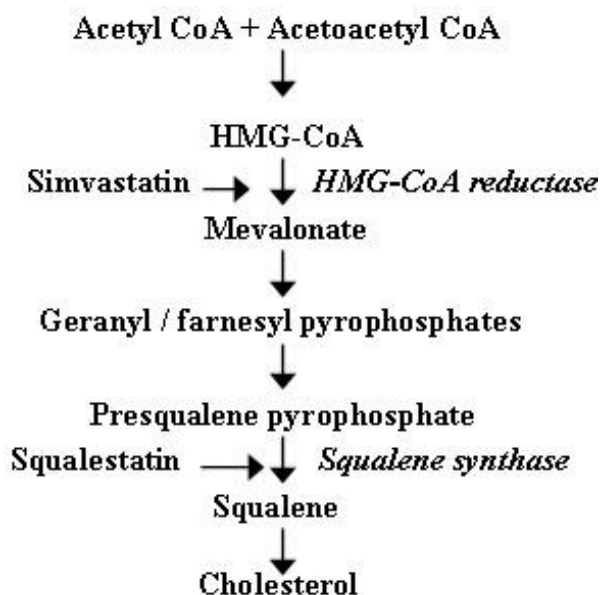 Acetyl CoA + Acetoacetyl CoA
HMG-CoA
Simvastatin HMG-CoA reductase
Mevalonate
Geranyl / farnesyl pyrophosphates
Presqualene pyrophosphate
Squalestatin Squalene synthase
Squalene
Cholesterol